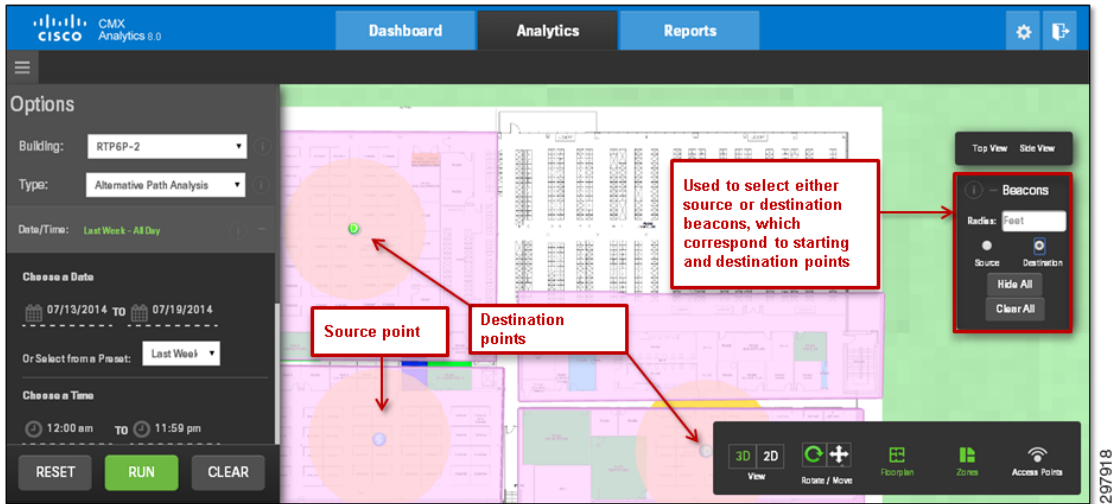 CISCO
CMX
Analytics 8.0
Dashboard
Analytics
Reports
Options
Building:
RTP6P-2
Type:
Alternative Path Analysis
Date/Time:
Last Week - All Day
Choose a Date
07/13/2014 TO 07/19/2014
Or Select from a Preset:
Last Week
Choose a Time
12:00 am TO 11:59 pm
RESET
RUN
CLEAR
D
Source point
Destination
points
Used to select either
source or destination
beacons, which
correspond to starting
and destination points
Top View
Side View
Beacons
Radius:
Feet
Source
Destination
Hide All
Clear All
3D
2D
View
Rotate / Move
Floorplan
Zones
Access Points
297918